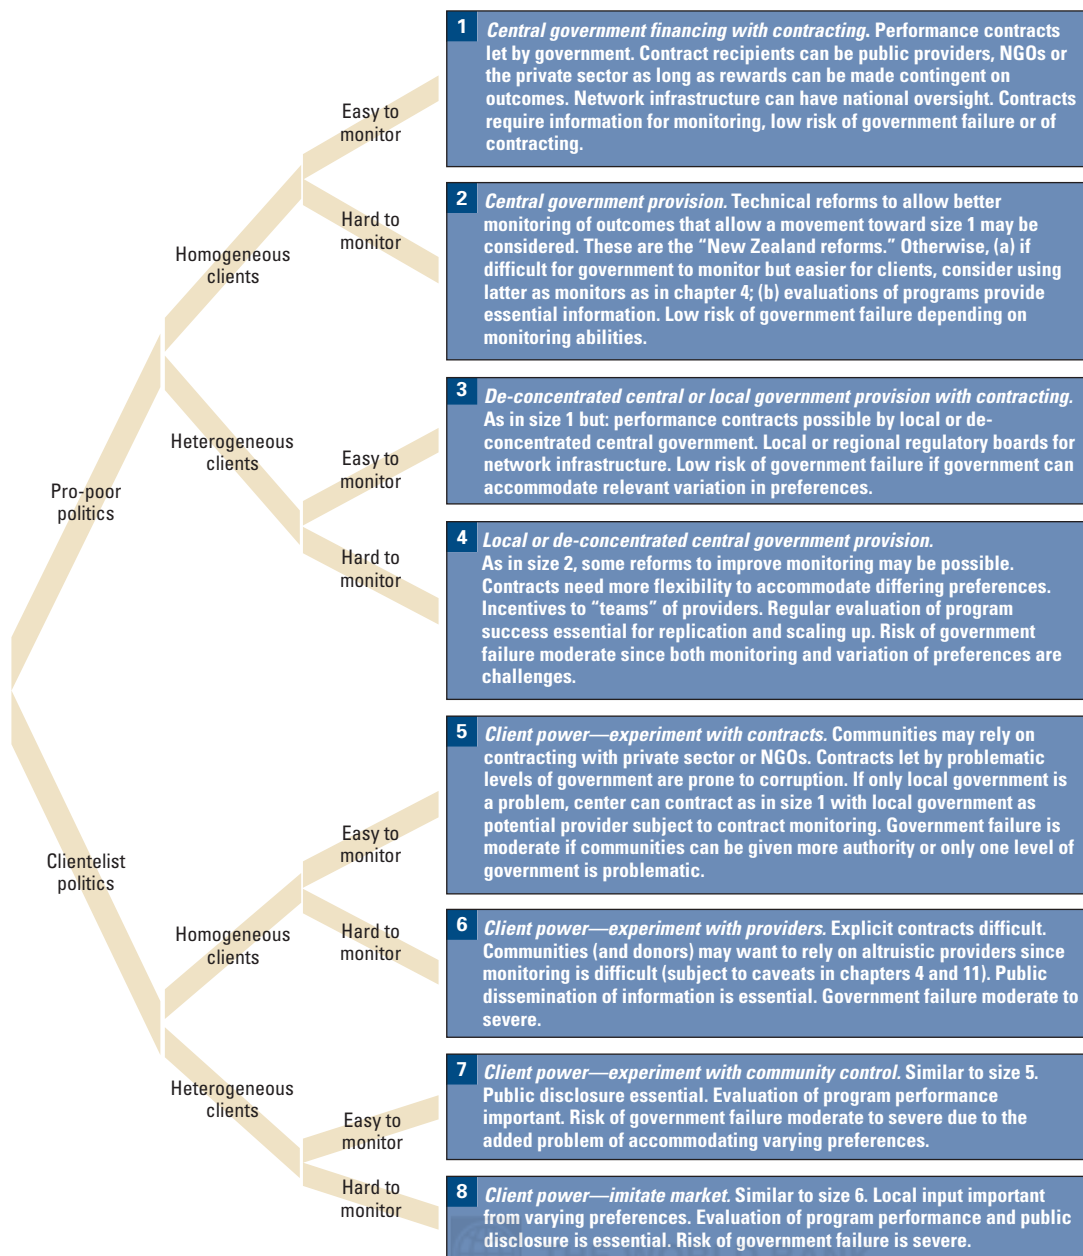 1
Central government financing with contracting. Performance contracts
let by government. Contract recipients can be public providers, NGOs or
the private sector as long as rewards can be made contingent on
outcomes. Network infrastructure can have national oversight. Contracts
require information for monitoring, low risk of government failure or of
contracting.
Easy to
monitor
2
Central government provision. Technical reforms to allow better
monitoring of outcomes that allow a movement toward size 1 may be
considered. These are the “New Zealand reforms.” Otherwise, (a) if
difficult for government to monitor but easier for clients, consider using
latter as monitors as in chapter 4; (b) evaluations of programs provide
essential information. Low risk of government failure depending on
monitoring abilities.
Hard to
monitor
Homogeneous
clients
3
De-concentrated central or local government provision with contracting.
As in size 1 but: performance contracts possible by local or de-
concentrated central government. Local or regional regulatory boards for
network infrastructure. Low risk of government failure if government can
accommodate relevant variation in preferences.
Heterogeneous
clients
Easy to
monitor
Pro-poor
politics
4
Local or de-concentrated central government provision.
As in size 2, some reforms to improve monitoring may be possible.
Contracts need more flexibility to accommodate differing preferences.
Incentives to “teams” of providers. Regular evaluation of program
success essential for replication and scaling up. Risk of government
failure moderate since both monitoring and variation of preferences are
challenges.
Hard to
monitor
5
Client power—experiment with contracts. Communities may rely on
contracting with private sector or NGOs. Contracts let by problematic
levels of government are prone to corruption. If only local government is
a problem, center can contract as in size 1 with local government as
potential provider subject to contract monitoring. Government failure is
moderate if communities can be given more authority or only one level of
government is problematic.
Easy to
monitor
Clientelist
politics
6
Client power—experiment with providers. Explicit contracts difficult.
Communities (and donors) may want to rely on altruistic providers since
monitoring is difficult (subject to caveats in chapters 4 and 11). Public
dissemination of information is essential. Government failure moderate to
severe.
Homogeneous
clients
Hard to
monitor
7
Client power—experiment with community control. Similar to size 5.
Public disclosure essential. Evaluation of program performance
important. Risk of government failure moderate to severe due to the
added problem of accommodating varying preferences.
Heterogeneous
clients
Easy to
monitor
8
Client power—imitate market. Similar to size 6. Local input important
from varying preferences. Evaluation of program performance and public
disclosure is essential. Risk of government failure is severe.
Hard to
monitor
THE WORLD BANK